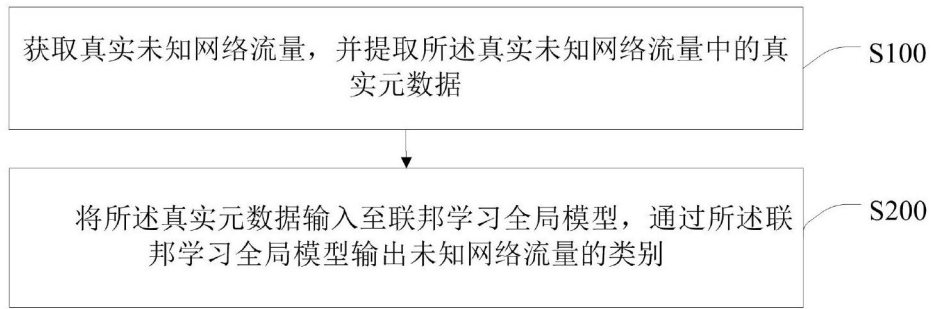 获取真实未知网络流量，并提取所述真实未知网络流量中的真
实元数据
S100
将所述真实元数据输入至联邦学习全局模型，通过所述联
邦学习全局模型输出未知网络流量的类别
S200